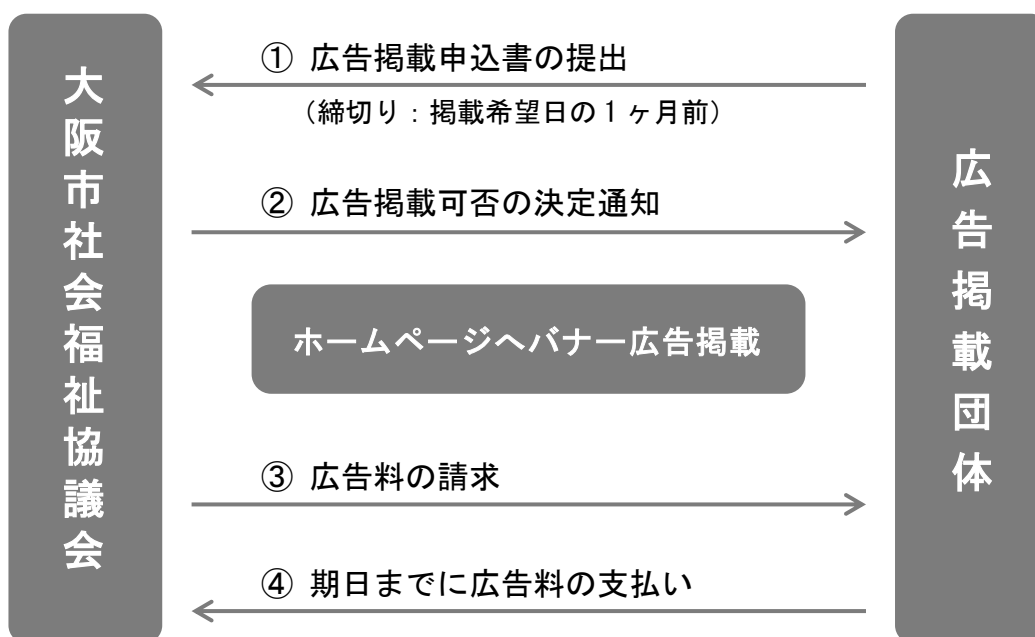 大阪市社会福祉協議会
① 広告掲載申込書の提出
（締切り：掲載希望日の１ヶ月前）
② 広告掲載可否の決定通知
ホームページへバナー広告掲載
③ 広告料の請求
④ 期日までに広告料の支払い
広告掲載団体